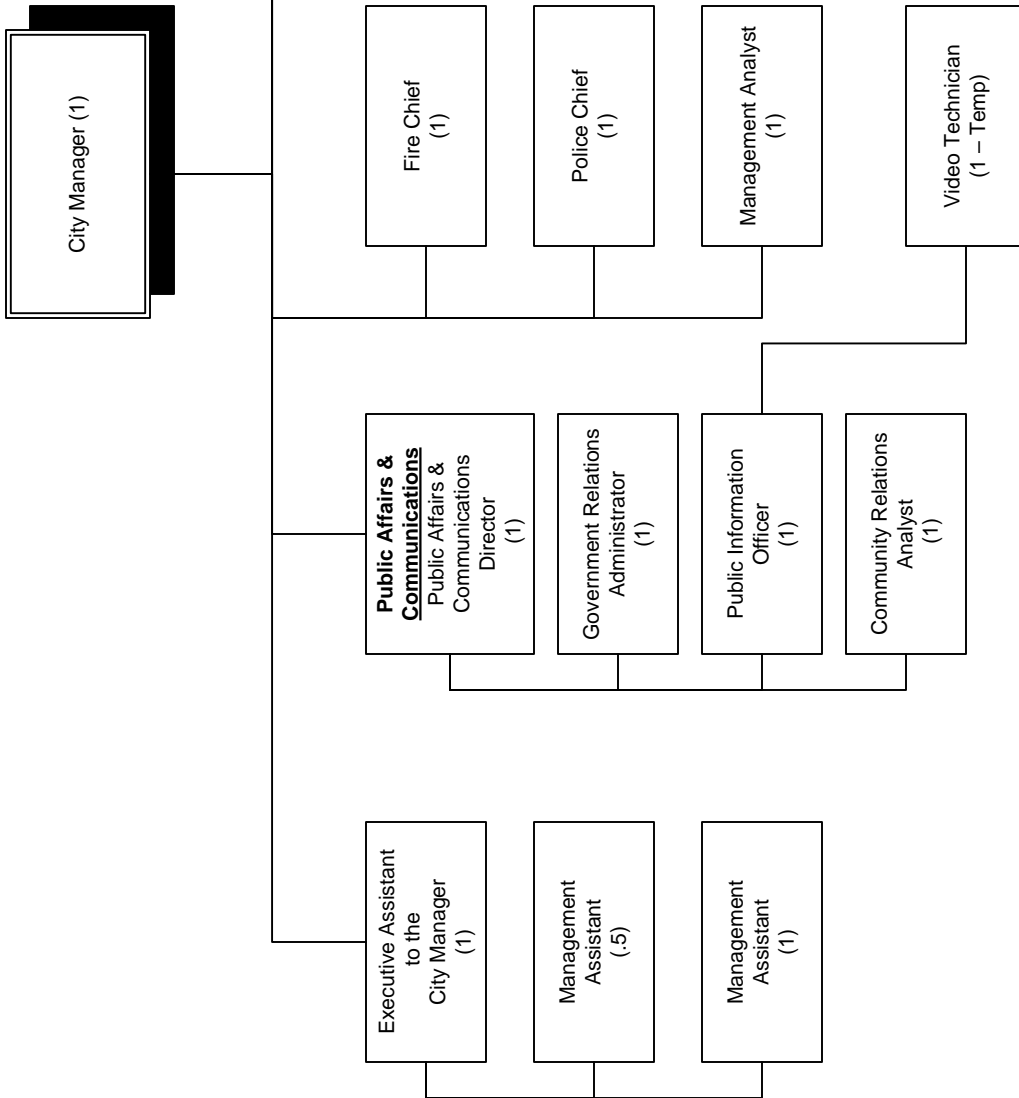 City Manager (1)
Executive Assistant
to the
City Manager
(1)
Management
Assistant
(.5)
Management
Assistant
(1)
Public Affairs &
Communications
Public Affairs &
Communications
Director
(1)
Government Relations
Administrator
(1)
Public Information
Officer
(1)
Community Relations
Analyst
(1)
Fire Chief
(1)
Police Chief
(1)
Management Analyst
(1)
Video Technician
(1 – Temp)